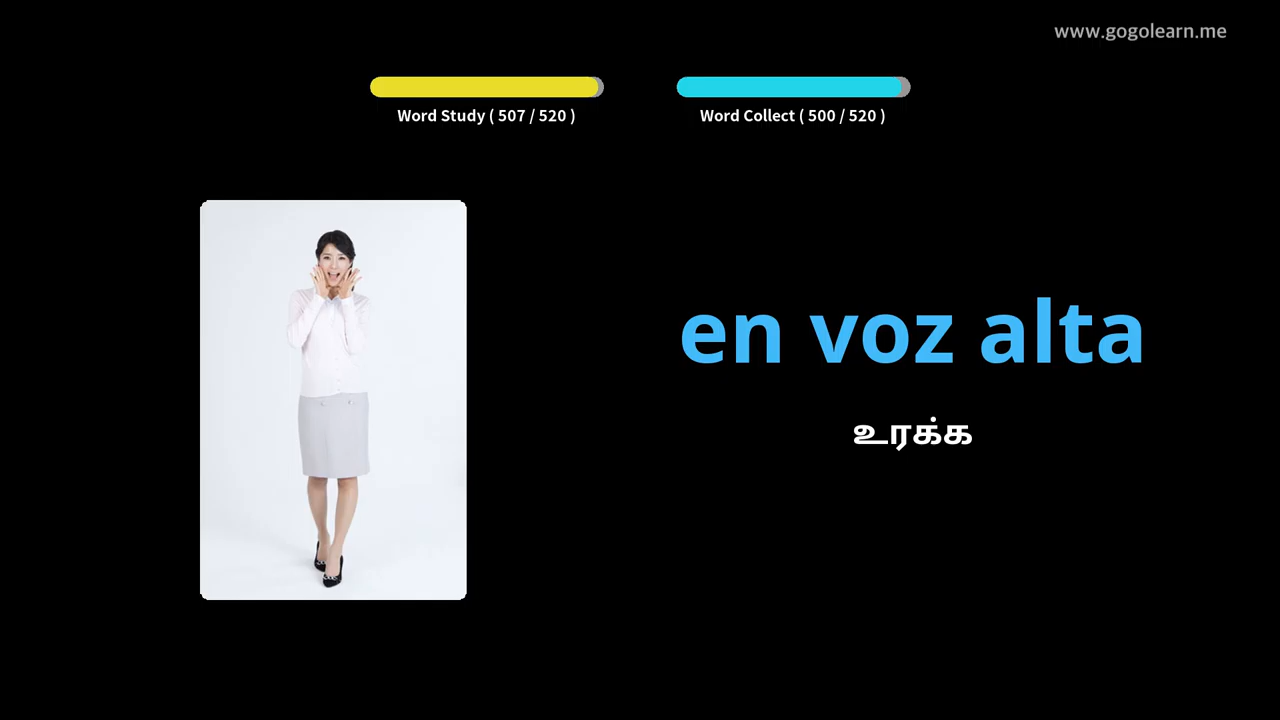 www.gogolearn.me
Word Study ( 507 / 520 )
Word Collect ( 500 / 520 )
en voz alta
உரக்க